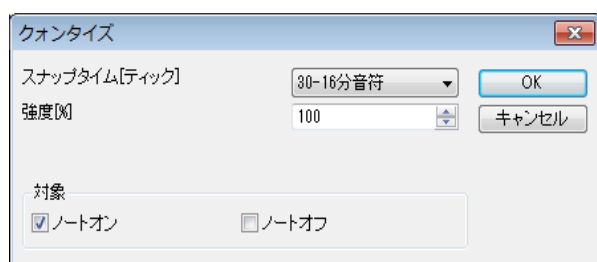 クォンタイズ
スナップタイム[ティック]
30-16分音符
OK
強度[%]
100
キャンセル
対象
ノートオン
ノートオフ